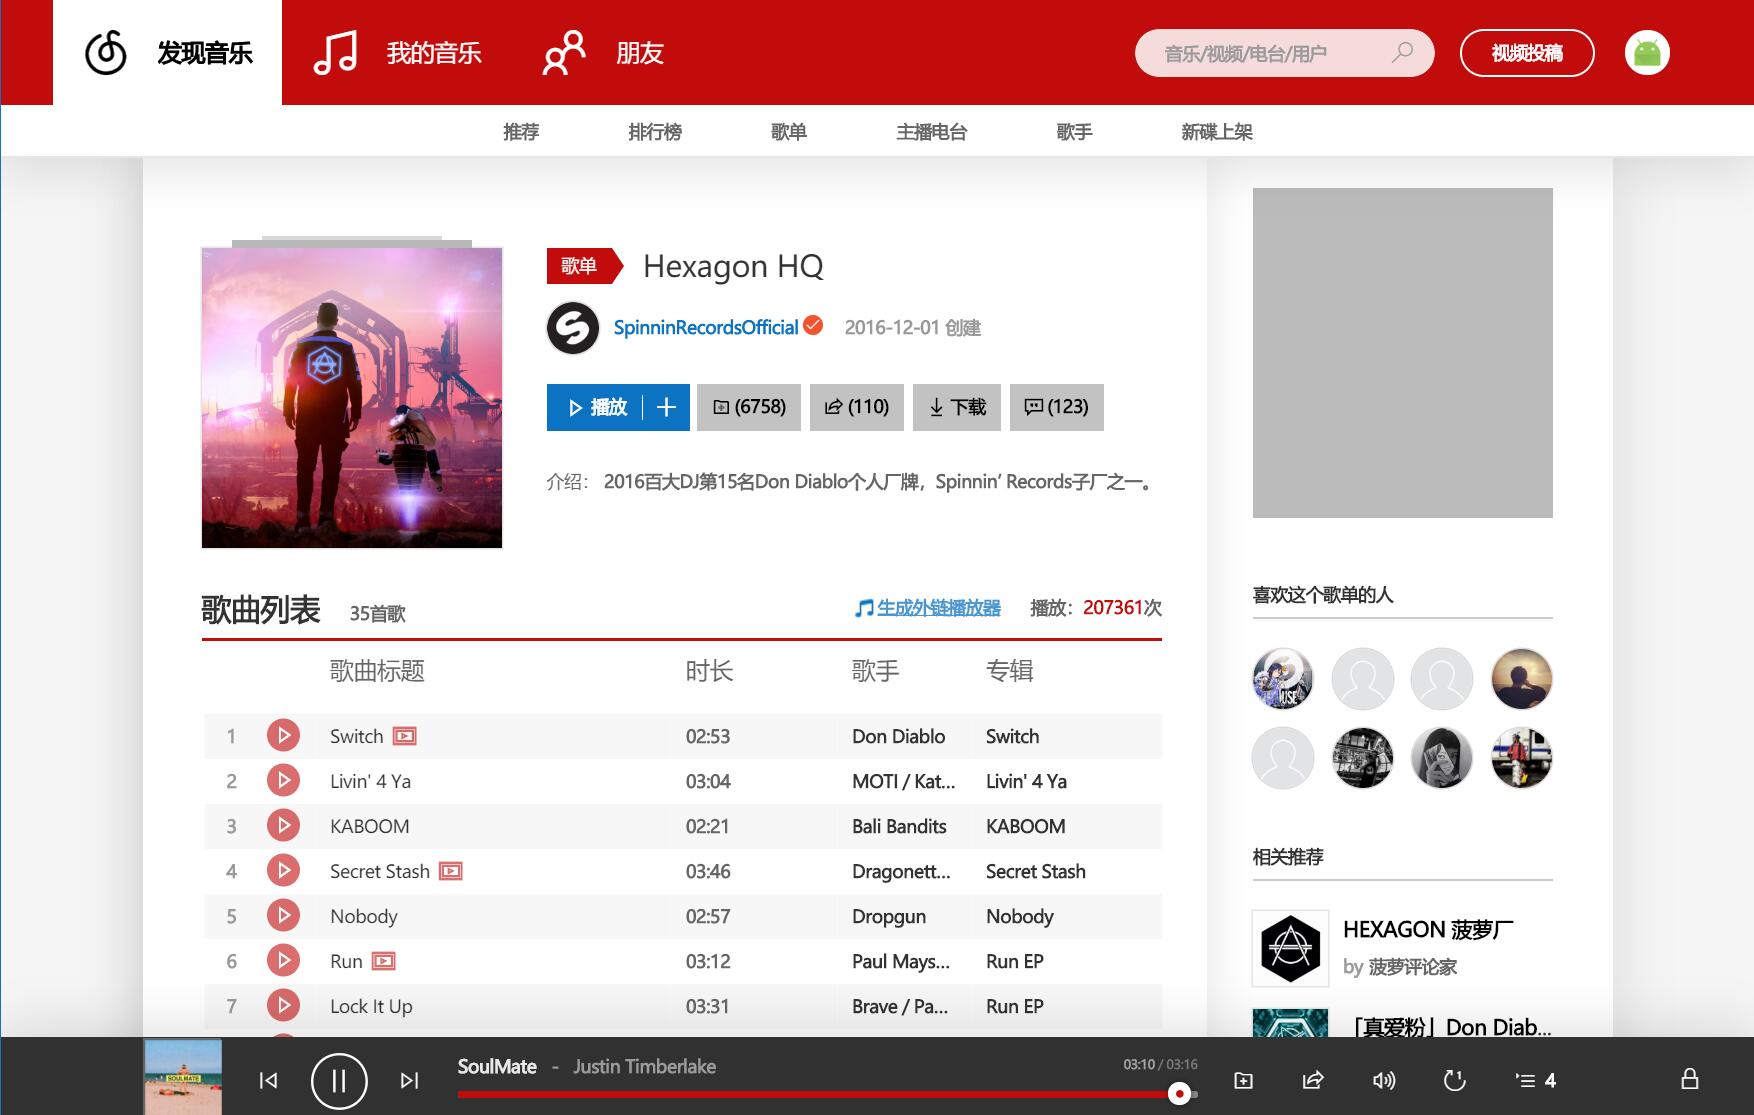 发现音乐
我的音乐
朋友
音乐/视频/电台/用户
视频投稿
推荐
排行榜
歌单
主播电台
歌手
新碟上架
歌单
Hexagon HQ
SpinninRecordsOfficial
2016-12-01 创建
播放
(6758)
(110)
下载
(123)
介绍： 2016百大DJ第15名Don Diablo个人厂牌，Spinnin’ Records子厂之一。
歌曲列表 35首歌
生成外链播放器 播放：207361次
歌曲标题 时长 歌手 专辑
1 Switch 02:53 Don Diablo Switch
2 Livin' 4 Ya 03:04 MOTI / Kat... Livin' 4 Ya
3 KABOOM 02:21 Bali Bandits KABOOM
4 Secret Stash 03:46 Dragonett... Secret Stash
5 Nobody 02:57 Dropgun Nobody
6 Run 03:12 Paul Mays... Run EP
7 Lock It Up 03:31 Brave / Pa... Run EP
喜欢这个歌单的人
相关推荐
HEXAGON 菠萝厂
by 菠萝评论家
「真爱粉」Don Diab...
SOULMATE
SoulMate - Justin Timberlake
03:10 / 03:16
4